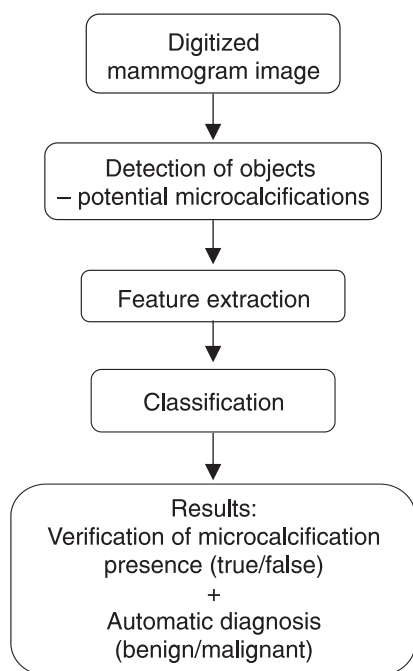 Digitized
mammogram image
Detection of objects
– potential microcalcifications
Feature extraction
Classification
Results:
Verification of microcalcification
presence (true/false)
+
Automatic diagnosis
(benign/malignant)